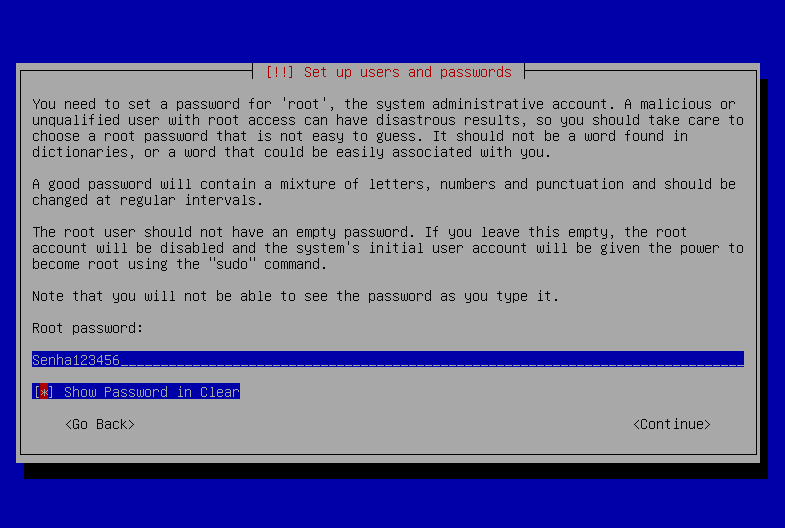 [!!] Set up users and passwords
You need to set a password for 'root', the system administrative account. A malicious or
unqualified user with root access can have disastrous results, so you should take care to
choose a root password that is not easy to guess. It should not be a word found in
dictionaries, or a word that could be easily associated with you.
A good password will contain a mixture of letters, numbers and punctuation and should be
changed at regular intervals.
The root user should not have an empty password. If you leave this empty, the root
account will be disabled and the system's initial user account will be given the power to
become root using the "sudo" command.
Note that you will not be able to see the password as you type it.
Root password:
Senha123456
[*] Show Password in Clear
<Go Back> <Continue>